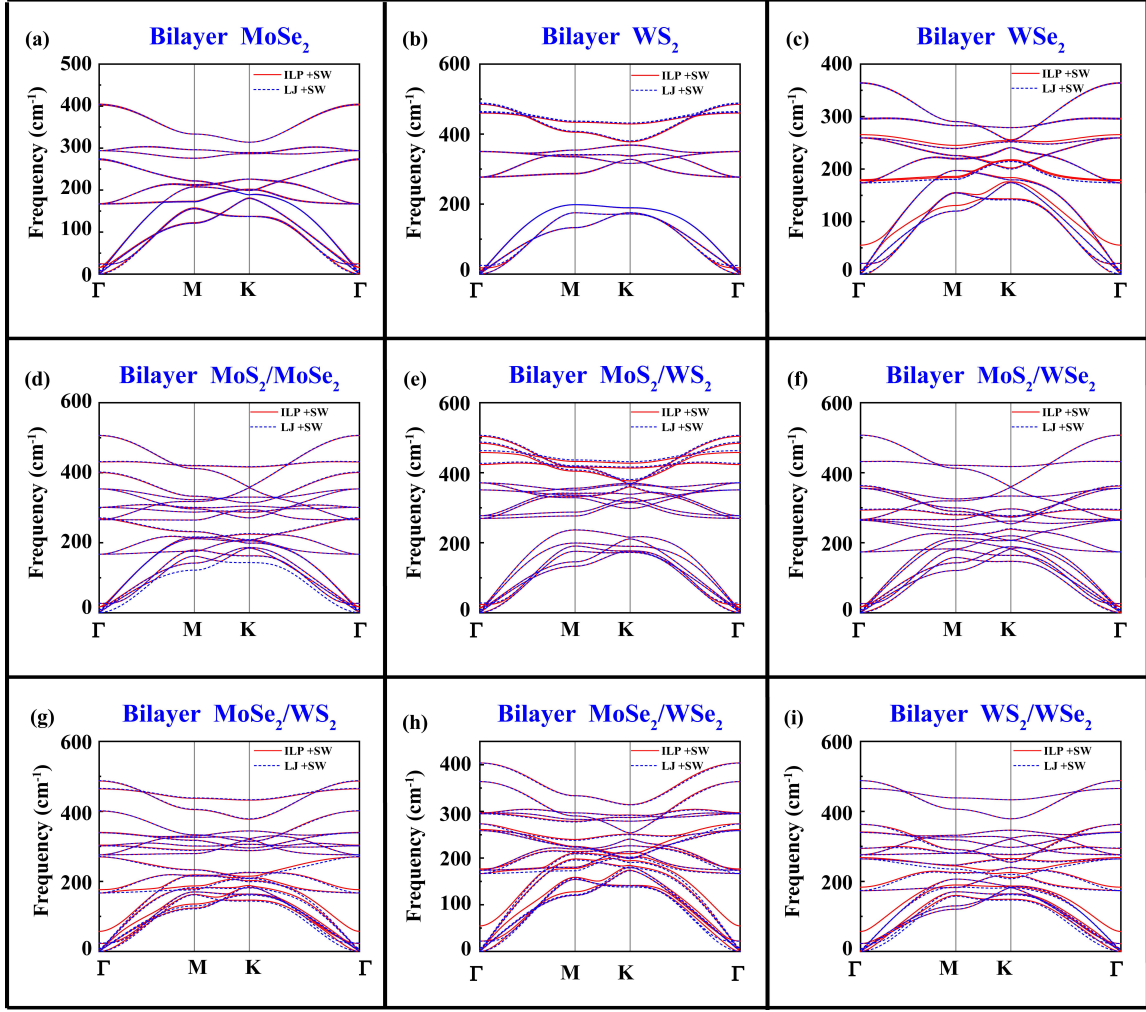 (a) Bilayer MoSe2
500
400
300
200
100
0
Frequency (cm-1)
ILP +SW
LJ +SW
Γ M K Γ
(b) Bilayer WS2
600
400
200
0
Frequency (cm-1)
ILP +SW
LJ +SW
Γ M K Γ
(c) Bilayer WSe2
400
350
300
250
200
150
100
50
0
Frequency (cm-1)
ILP +SW
LJ +SW
Γ M K Γ
(d) Bilayer MoS2/MoSe2
600
400
200
0
Frequency (cm-1)
ILP +SW
LJ +SW
Γ M K Γ
(e) Bilayer MoS2/WS2
600
400
200
0
Frequency (cm-1)
ILP +SW
LJ +SW
Γ M K Γ
(f) Bilayer MoS2/WSe2
600
400
200
0
Frequency (cm-1)
ILP +SW
LJ +SW
Γ M K Γ
(g) Bilayer MoSe2/WS2
600
400
200
0
Frequency (cm-1)
ILP +SW
LJ +SW
Γ M K Γ
(h) Bilayer MoSe2/WSe2
400
300
200
100
0
Frequency (cm-1)
ILP +SW
LJ +SW
Γ M K Γ
(i) Bilayer WS2/WSe2
600
400
200
0
Frequency (cm-1)
ILP +SW
LJ +SW
Γ M K Γ